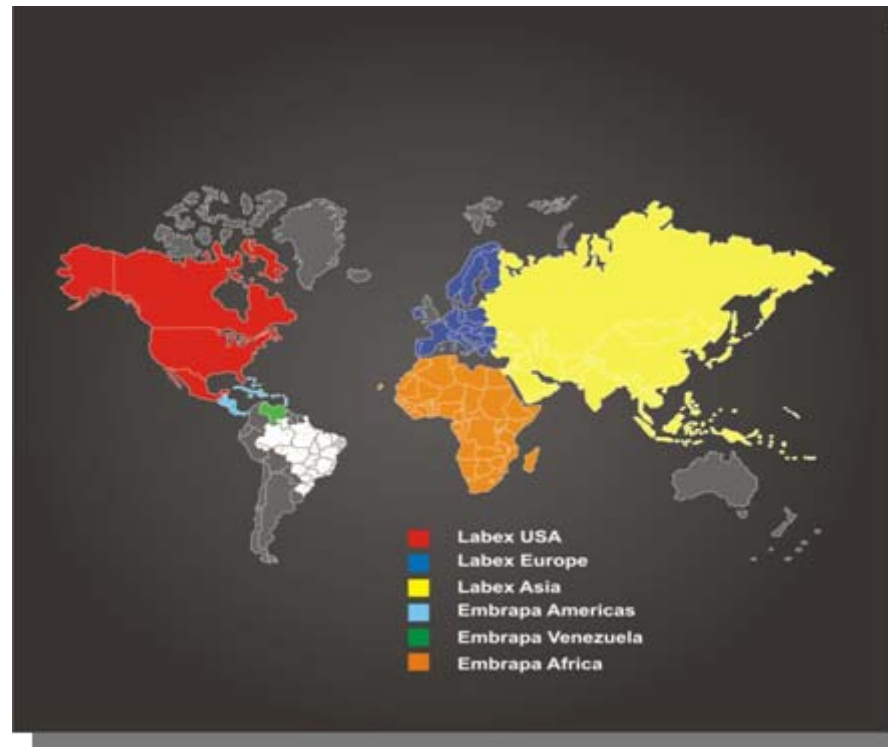 Labex USA
Labex Europe
Labex Asia
Embrapa Americas
Embrapa Venezuela
Embrapa Africa